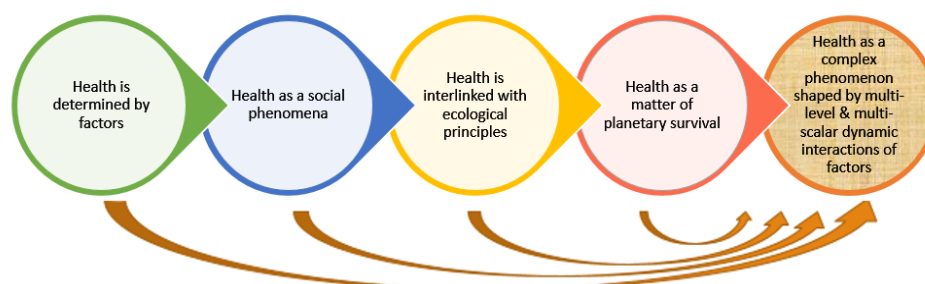 Health is
determined by
factors
Health as a social
phenomena
Health is
interlinked with
ecological
principles
Health as a
matter of
planetary survival
Health as a
complex
phenomenon
shaped by multi-
level & multi-
scalar dynamic
interactions of
factors